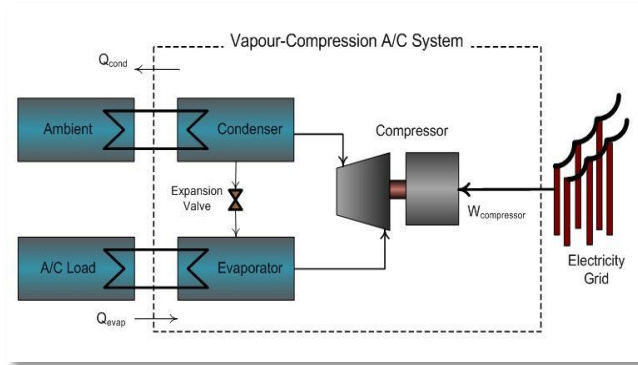 Vapour-Compression A/C System
Qcond
Ambient
Condenser
Compressor
Expansion
Valve
Wcompressor
A/C Load
Evaporator
Electricity
Grid
Qevap